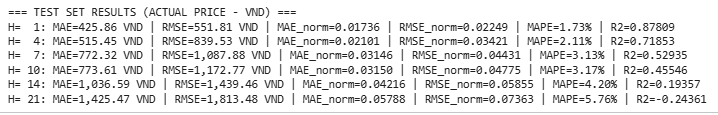 === TEST SET RESULTS (ACTUAL PRICE - VND) ===
H=  1: MAE=425.86 VND | RMSE=551.81 VND | MAE_norm=0.01736 | RMSE_norm=0.02249 | MAPE=1.73% | R2=0.87809
H=  4: MAE=515.45 VND | RMSE=839.53 VND | MAE_norm=0.02101 | RMSE_norm=0.03421 | MAPE=2.11% | R2=0.71853
H=  7: MAE=772.32 VND | RMSE=1,087.88 VND | MAE_norm=0.03146 | RMSE_norm=0.04431 | MAPE=3.13% | R2=0.52935
H= 10: MAE=773.61 VND | RMSE=1,172.77 VND | MAE_norm=0.03150 | RMSE_norm=0.04775 | MAPE=3.17% | R2=0.45546
H= 14: MAE=1,036.59 VND | RMSE=1,439.46 VND | MAE_norm=0.04216 | RMSE_norm=0.05855 | MAPE=4.20% | R2=0.19357
H= 21: MAE=1,425.47 VND | RMSE=1,813.48 VND | MAE_norm=0.05788 | RMSE_norm=0.07363 | MAPE=5.76% | R2=-0.24361